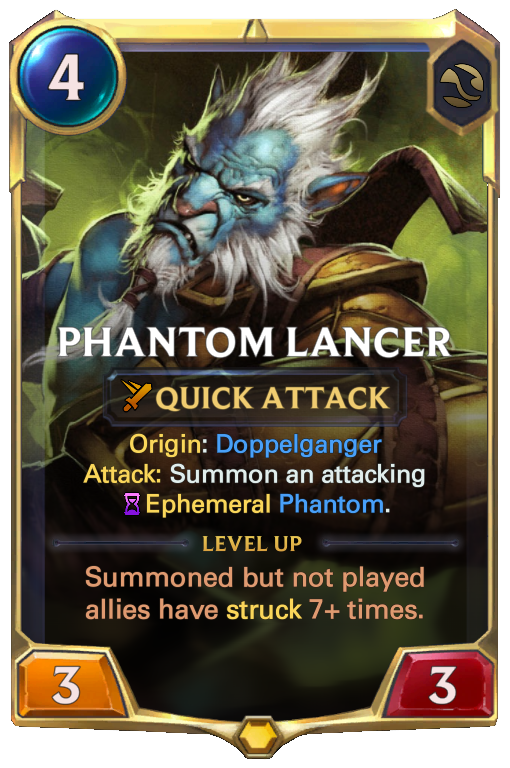 4
PHANTOM LANCER
QUICK ATTACK
Origin: Doppelganger
Attack: Summon an attacking
Ephemeral Phantom.
LEVEL UP
Summoned but not played
allies have struck 7+ times.
3
3